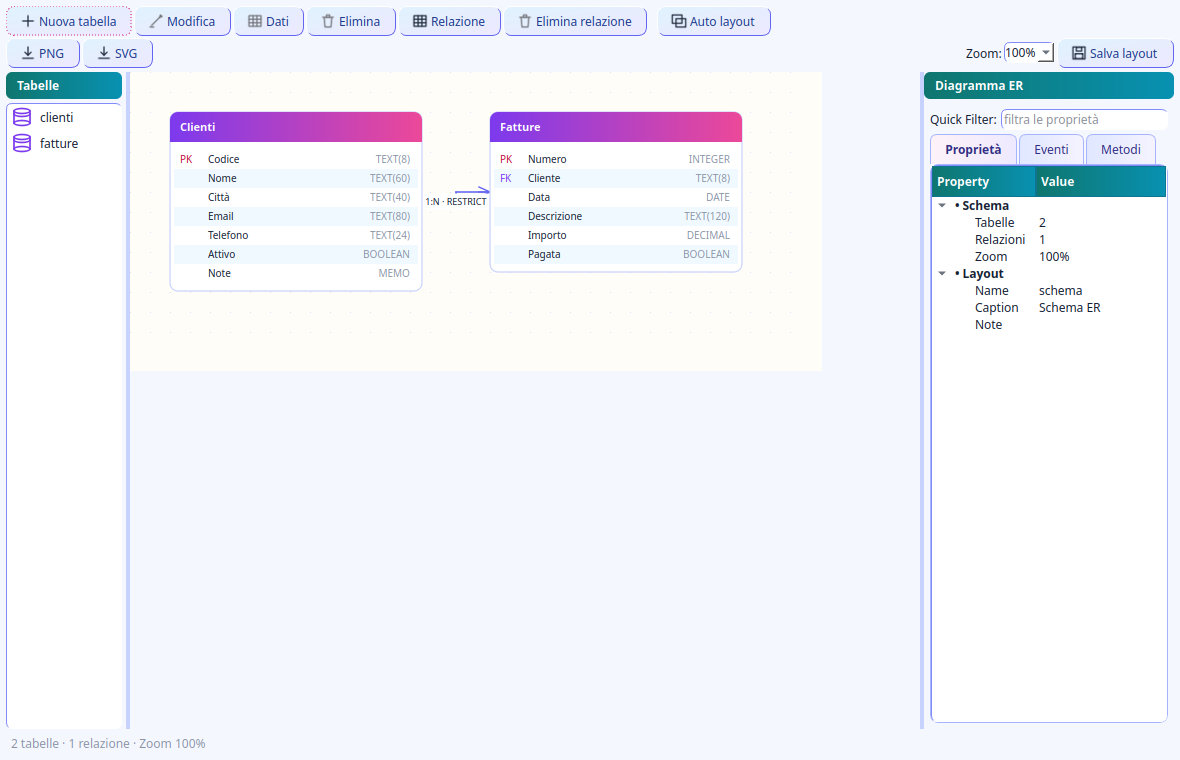 Nuova tabella Modifica Dati Elimina Relazione Elimina relazione Auto layout
PNG SVG Zoom: 100% Salva layout
Tabelle
clienti
fatture
Clienti
PK Codice TEXT(8)
Nome TEXT(60)
Città TEXT(40)
Email TEXT(80)
Telefono TEXT(24)
Attivo BOOLEAN
Note MEMO
1:N · RESTRICT
Fatture
PK Numero INTEGER
FK Cliente TEXT(8)
Data DATE
Descrizione TEXT(120)
Importo DECIMAL
Pagata BOOLEAN
Diagramma ER
Quick Filter: filtra le proprietà
Proprietà Eventi Metodi
Property Value
• Schema
Tabelle 2
Relazioni 1
Zoom 100%
• Layout
Name schema
Caption Schema ER
Note
2 tabelle · 1 relazione · Zoom 100%